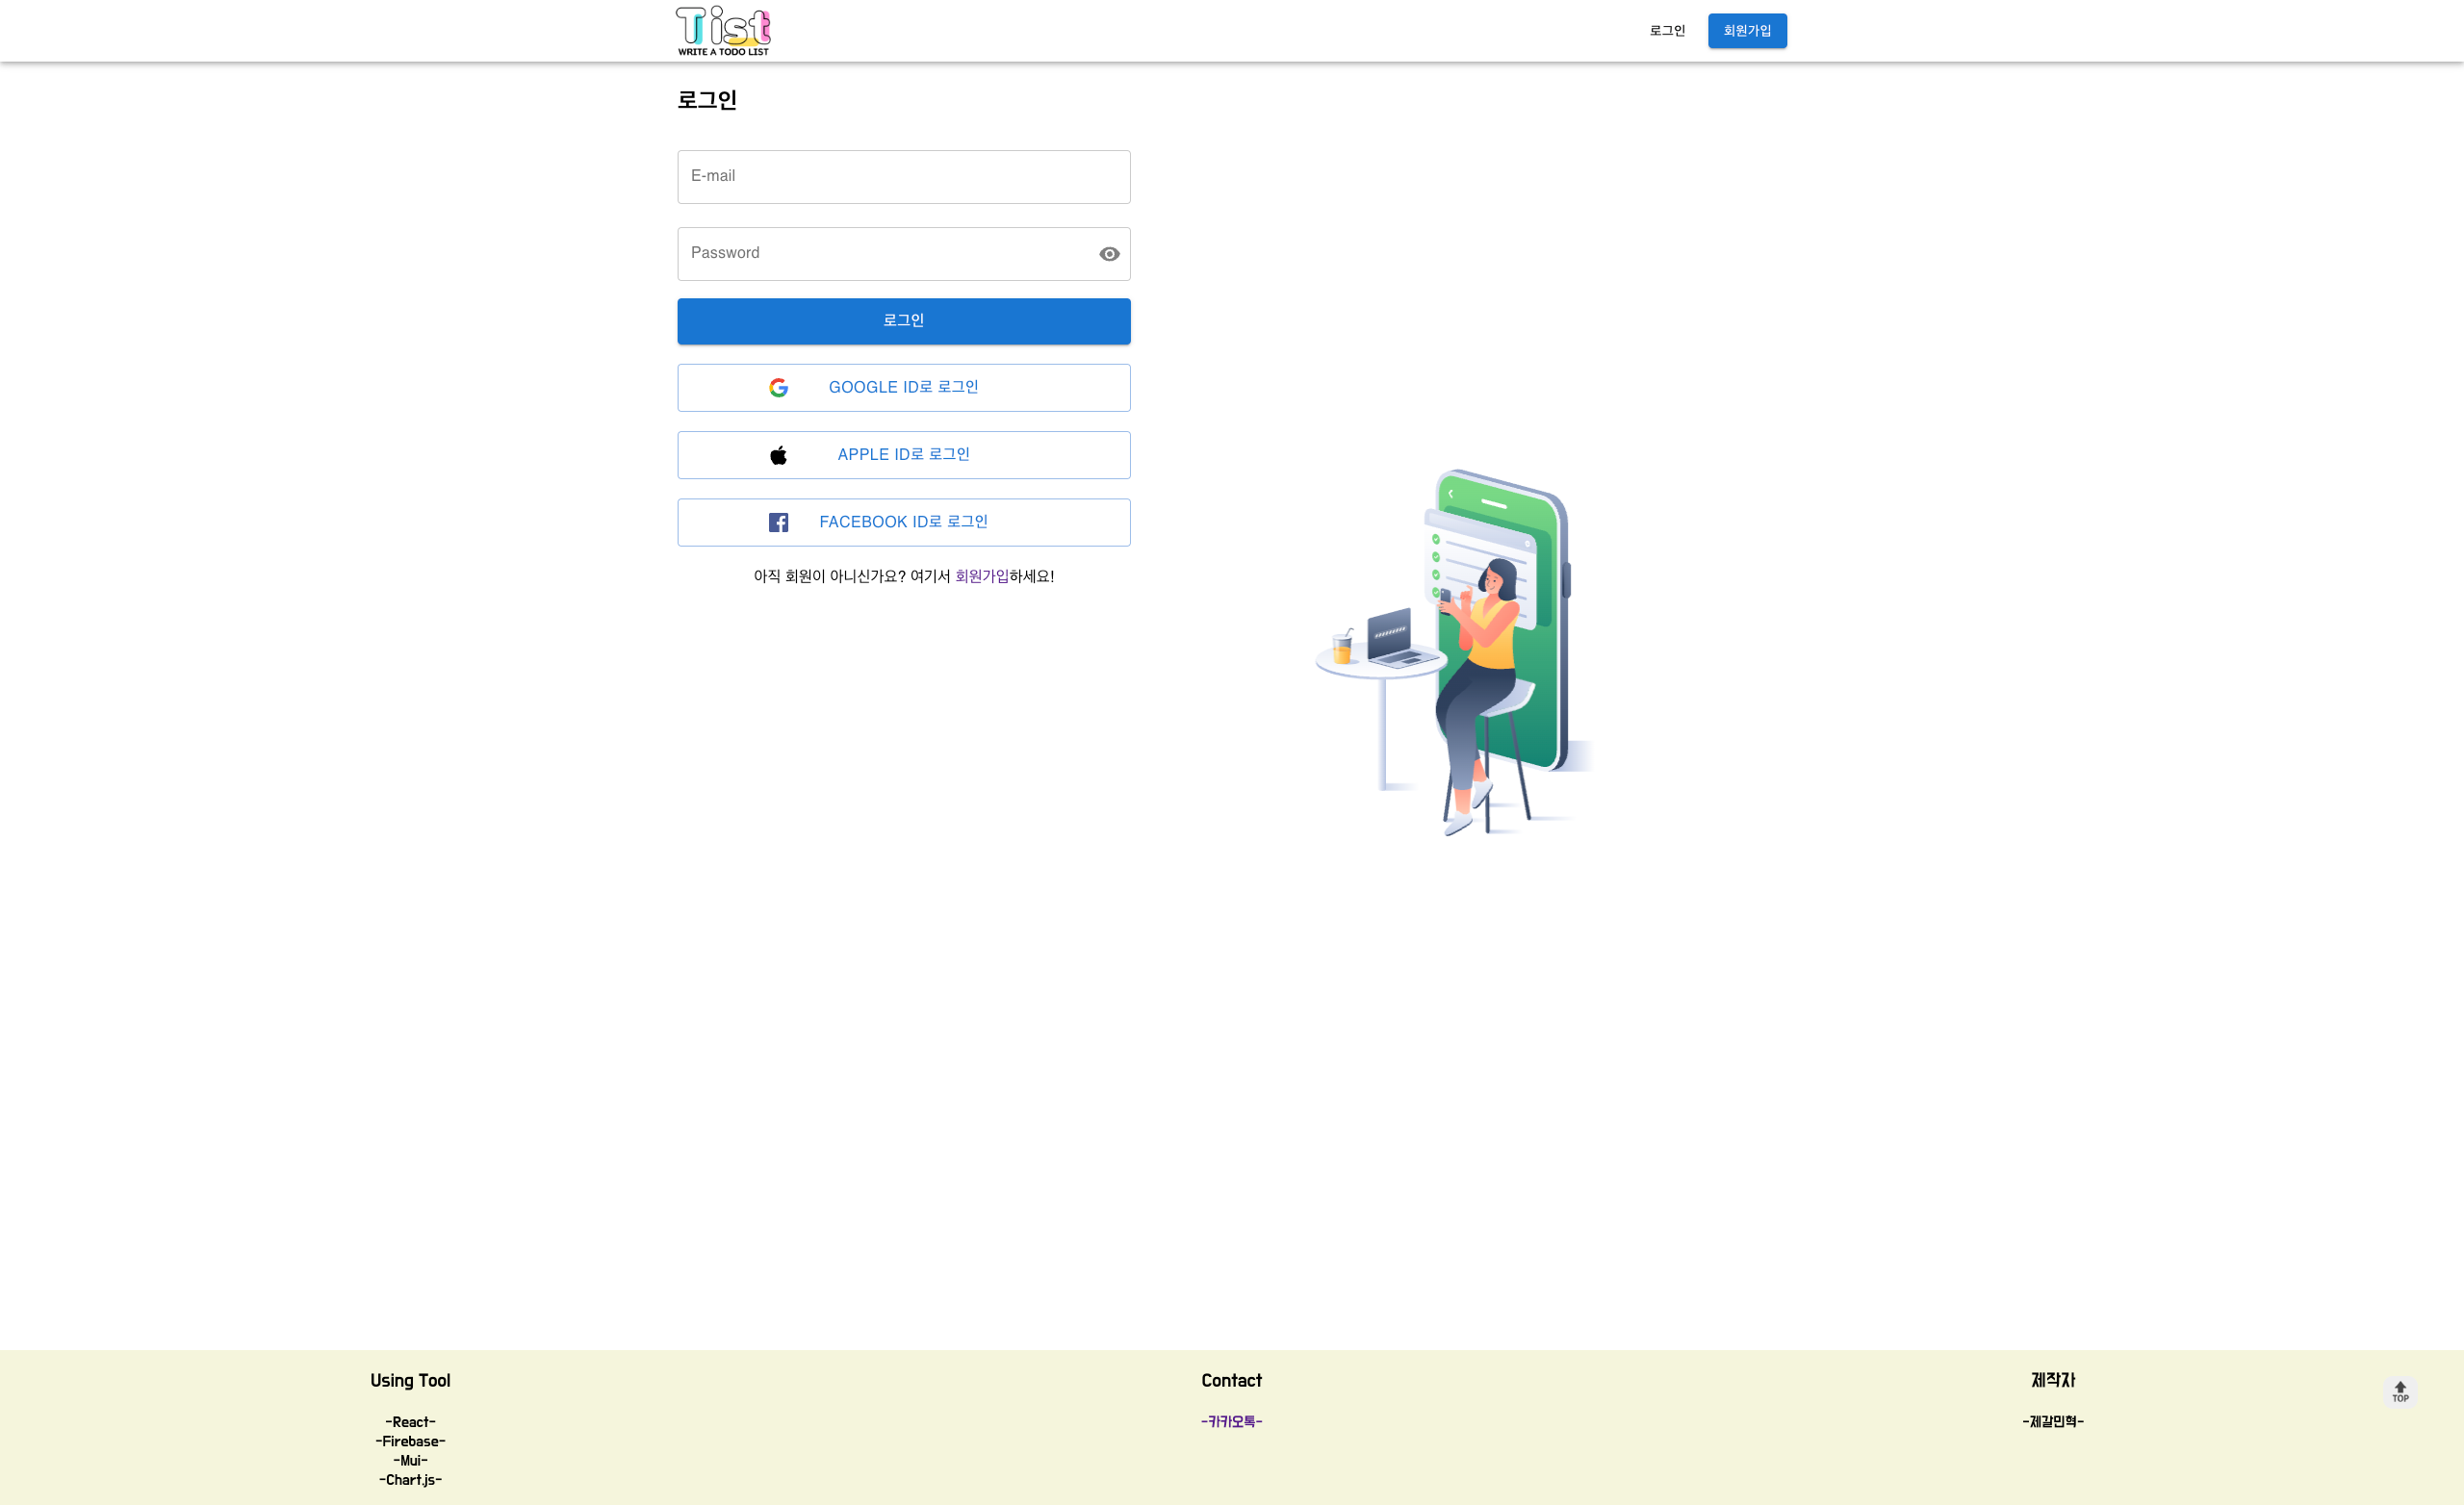 Tist
WRITE A TODO LIST
로그인
회원가입
로그인
E-mail
Password
로그인
GOOGLE ID로 로그인
APPLE ID로 로그인
FACEBOOK ID로 로그인
아직 회원이 아니신가요? 여기서 회원가입하세요!
Using Tool
-React-
-Firebase-
-Mui-
-Chart.js-
Contact
-카카오톡-
제작자
-제갈민혁-
TOP